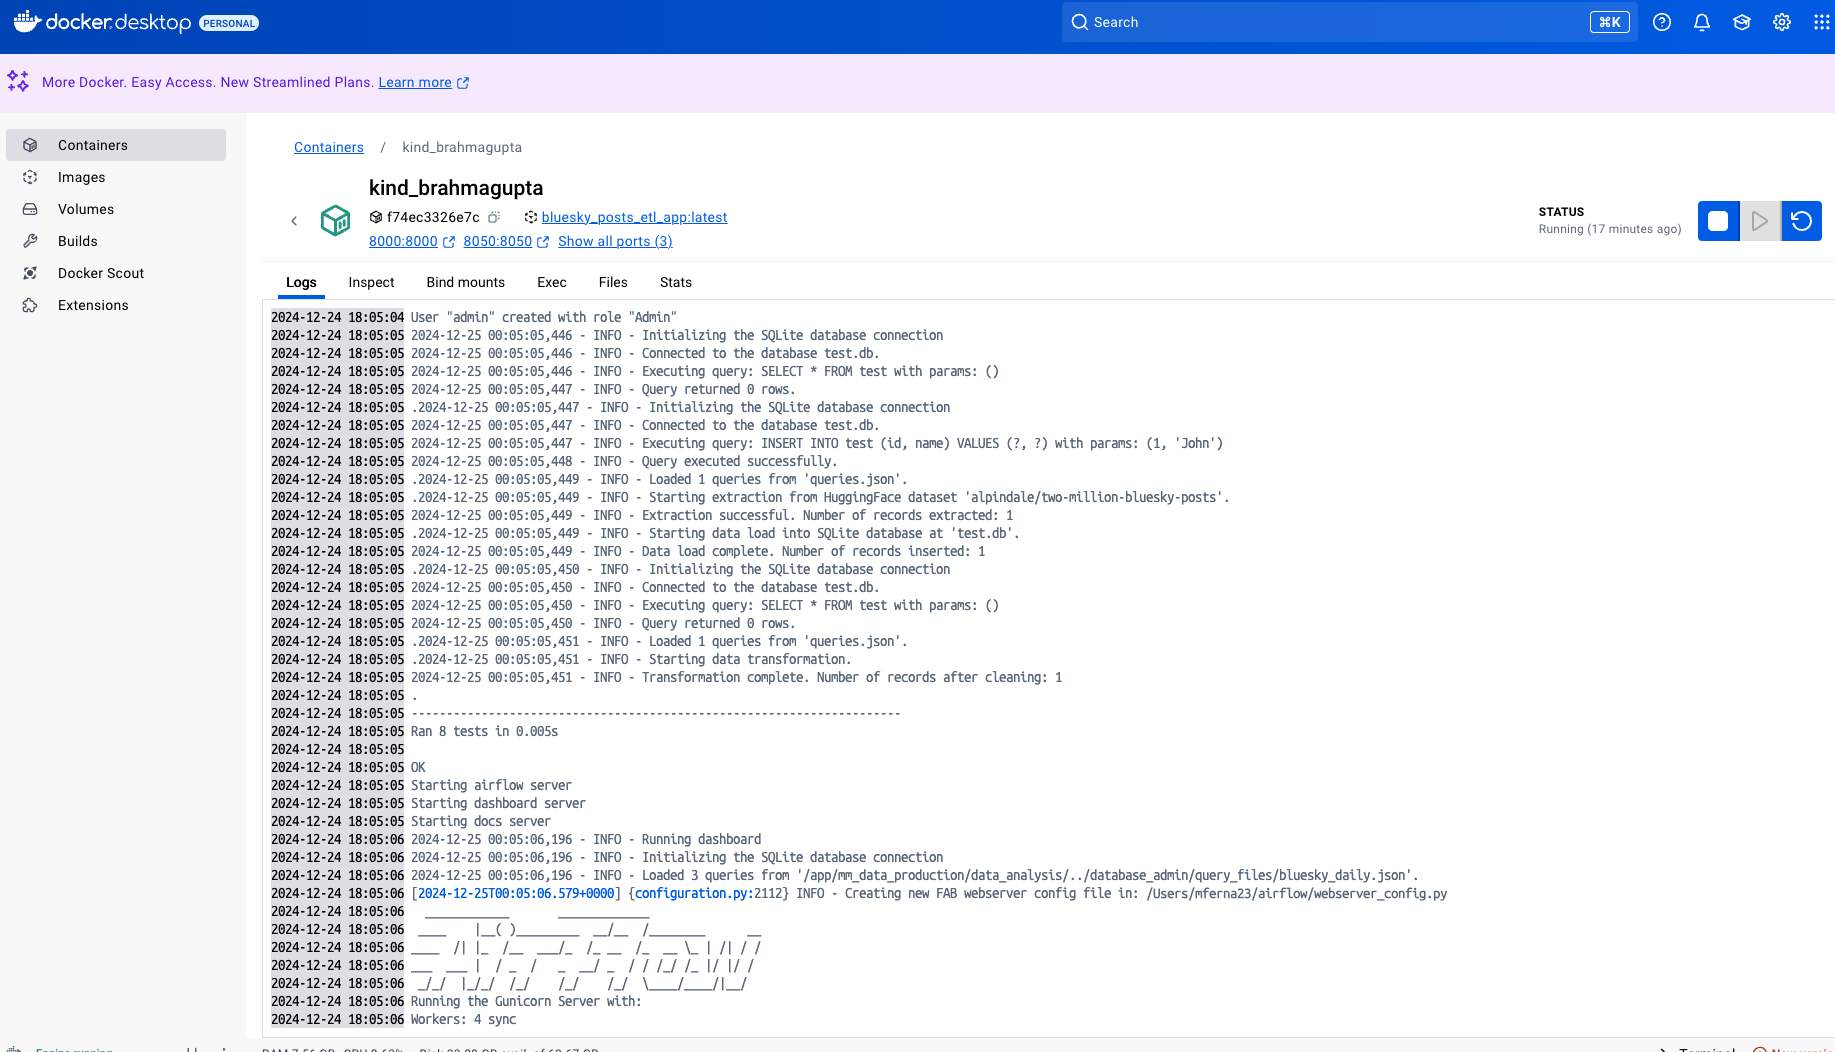 docker.desktop PERSONAL
Search ⌘K
More Docker. Easy Access. New Streamlined Plans. Learn more
Containers
Images
Volumes
Builds
Docker Scout
Extensions
Containers / kind_brahmagupta
kind_brahmagupta
f74ec3326e7c bluesky_posts_etl_app:latest
8000:8000 8050:8050 Show all ports (3)
STATUS
Running (17 minutes ago)
Logs Inspect Bind mounts Exec Files Stats
2024-12-24 18:05:04 User "admin" created with role "Admin"
2024-12-24 18:05:05 2024-12-25 00:05:05,446 - INFO - Initializing the SQLite database connection
2024-12-24 18:05:05 2024-12-25 00:05:05,446 - INFO - Connected to the database test.db.
2024-12-24 18:05:05 2024-12-25 00:05:05,446 - INFO - Executing query: SELECT * FROM test with params: ()
2024-12-24 18:05:05 2024-12-25 00:05:05,447 - INFO - Query returned 0 rows.
2024-12-24 18:05:05 .2024-12-25 00:05:05,447 - INFO - Initializing the SQLite database connection
2024-12-24 18:05:05 2024-12-25 00:05:05,447 - INFO - Connected to the database test.db.
2024-12-24 18:05:05 2024-12-25 00:05:05,447 - INFO - Executing query: INSERT INTO test (id, name) VALUES (?, ?) with params: (1, 'John')
2024-12-24 18:05:05 2024-12-25 00:05:05,448 - INFO - Query executed successfully.
2024-12-24 18:05:05 .2024-12-25 00:05:05,449 - INFO - Loaded 1 queries from 'queries.json'.
2024-12-24 18:05:05 .2024-12-25 00:05:05,449 - INFO - Starting extraction from HuggingFace dataset 'alpindale/two-million-bluesky-posts'.
2024-12-24 18:05:05 2024-12-25 00:05:05,449 - INFO - Extraction successful. Number of records extracted: 1
2024-12-24 18:05:05 .2024-12-25 00:05:05,449 - INFO - Starting data load into SQLite database at 'test.db'.
2024-12-24 18:05:05 2024-12-25 00:05:05,449 - INFO - Data load complete. Number of records inserted: 1
2024-12-24 18:05:05 .2024-12-25 00:05:05,450 - INFO - Initializing the SQLite database connection
2024-12-24 18:05:05 2024-12-25 00:05:05,450 - INFO - Connected to the database test.db.
2024-12-24 18:05:05 2024-12-25 00:05:05,450 - INFO - Executing query: SELECT * FROM test with params: ()
2024-12-24 18:05:05 2024-12-25 00:05:05,450 - INFO - Query returned 0 rows.
2024-12-24 18:05:05 .2024-12-25 00:05:05,451 - INFO - Loaded 1 queries from 'queries.json'.
2024-12-24 18:05:05 .2024-12-25 00:05:05,451 - INFO - Starting data transformation.
2024-12-24 18:05:05 2024-12-25 00:05:05,451 - INFO - Transformation complete. Number of records after cleaning: 1
2024-12-24 18:05:05 .
2024-12-24 18:05:05 ----------------------------------------------------------------------
2024-12-24 18:05:05 Ran 8 tests in 0.005s
2024-12-24 18:05:05
2024-12-24 18:05:05 OK
2024-12-24 18:05:05 Starting airflow server
2024-12-24 18:05:05 Starting dashboard server
2024-12-24 18:05:05 Starting docs server
2024-12-24 18:05:06 2024-12-25 00:05:06,196 - INFO - Running dashboard
2024-12-24 18:05:06 2024-12-25 00:05:06,196 - INFO - Initializing the SQLite database connection
2024-12-24 18:05:06 2024-12-25 00:05:06,196 - INFO - Loaded 3 queries from '/app/mm_data_production/data_analysis/../database_admin/query_files/bluesky_daily.json'.
2024-12-24 18:05:06 [2024-12-25T00:05:06.579+0000] {configuration.py:2112} INFO - Creating new FAB webserver config file in: /Users/mferna23/airflow/webserver_config.py
2024-12-24 18:05:06   ____________       _____________
2024-12-24 18:05:06  ____    |__( )_________  __/__  /________      __
2024-12-24 18:05:06 ____  /| |_  /__  ___/_  /_ __  /_  __ \_ | /| / /
2024-12-24 18:05:06 ___  ___ |  / _  /   _  __/ _  / / /_/ /_ |/ |/ /
2024-12-24 18:05:06  _/_/  |_/_/  /_/    /_/    /_/  \____/____/|__/
2024-12-24 18:05:06 Running the Gunicorn Server with:
2024-12-24 18:05:06 Workers: 4 sync